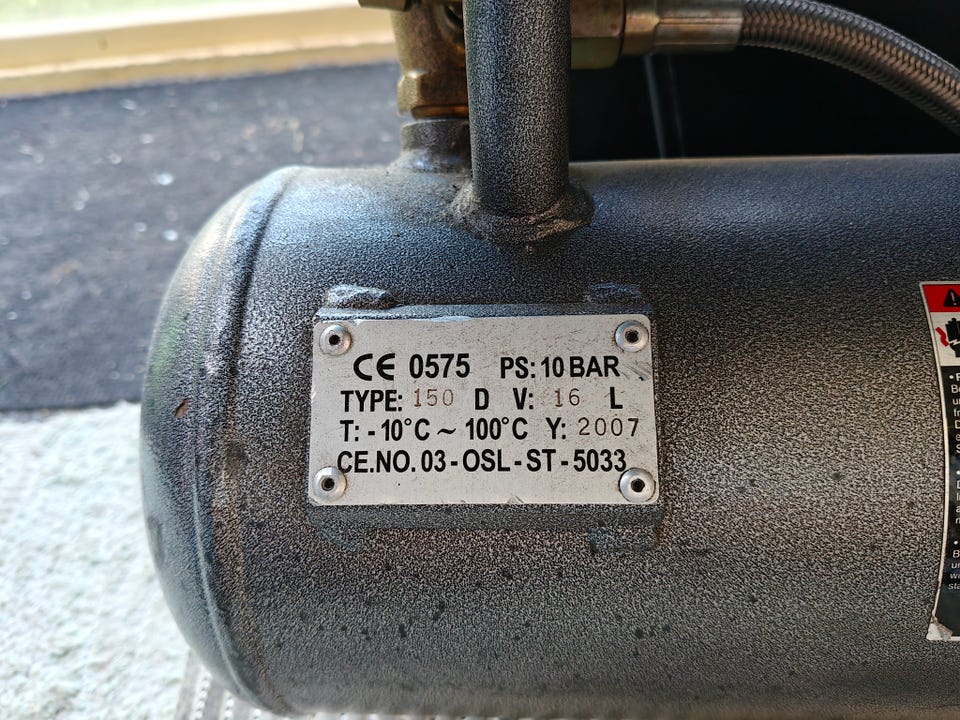 CE 0575 PS: 10 BAR
TYPE: 150 D V: 16 L
T: -10°C ~ 100°C Y: 2007
CE.NO. 03-OSL-ST-5033